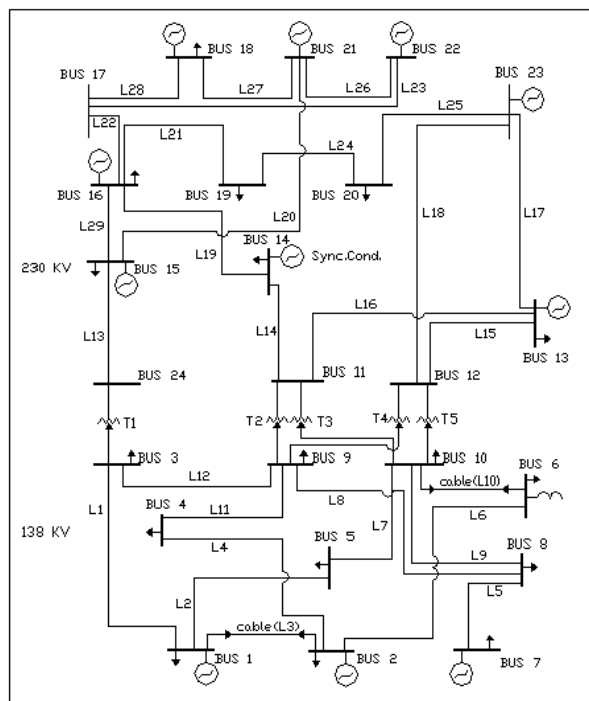 BUS 18
BUS 21
BUS 22
BUS 17
BUS 23
L28
L27
L26
L23
L22
L25
L21
L24
BUS 16
BUS 19
BUS 20
L20
L18
L17
L29
BUS 14
L19
Sync.Cond.
230 KV
BUS 15
L16
L13
L14
L15
BUS 13
BUS 24
BUS 11
BUS 12
T1
T2
T3
T4
T5
BUS 3
BUS 9
BUS 10
BUS 6
L12
cable(L10)
L1
BUS 4
L11
L8
L7
L6
138 KV
L4
BUS 5
L9
BUS 8
L2
L5
cable(L3)
BUS 1
BUS 2
BUS 7